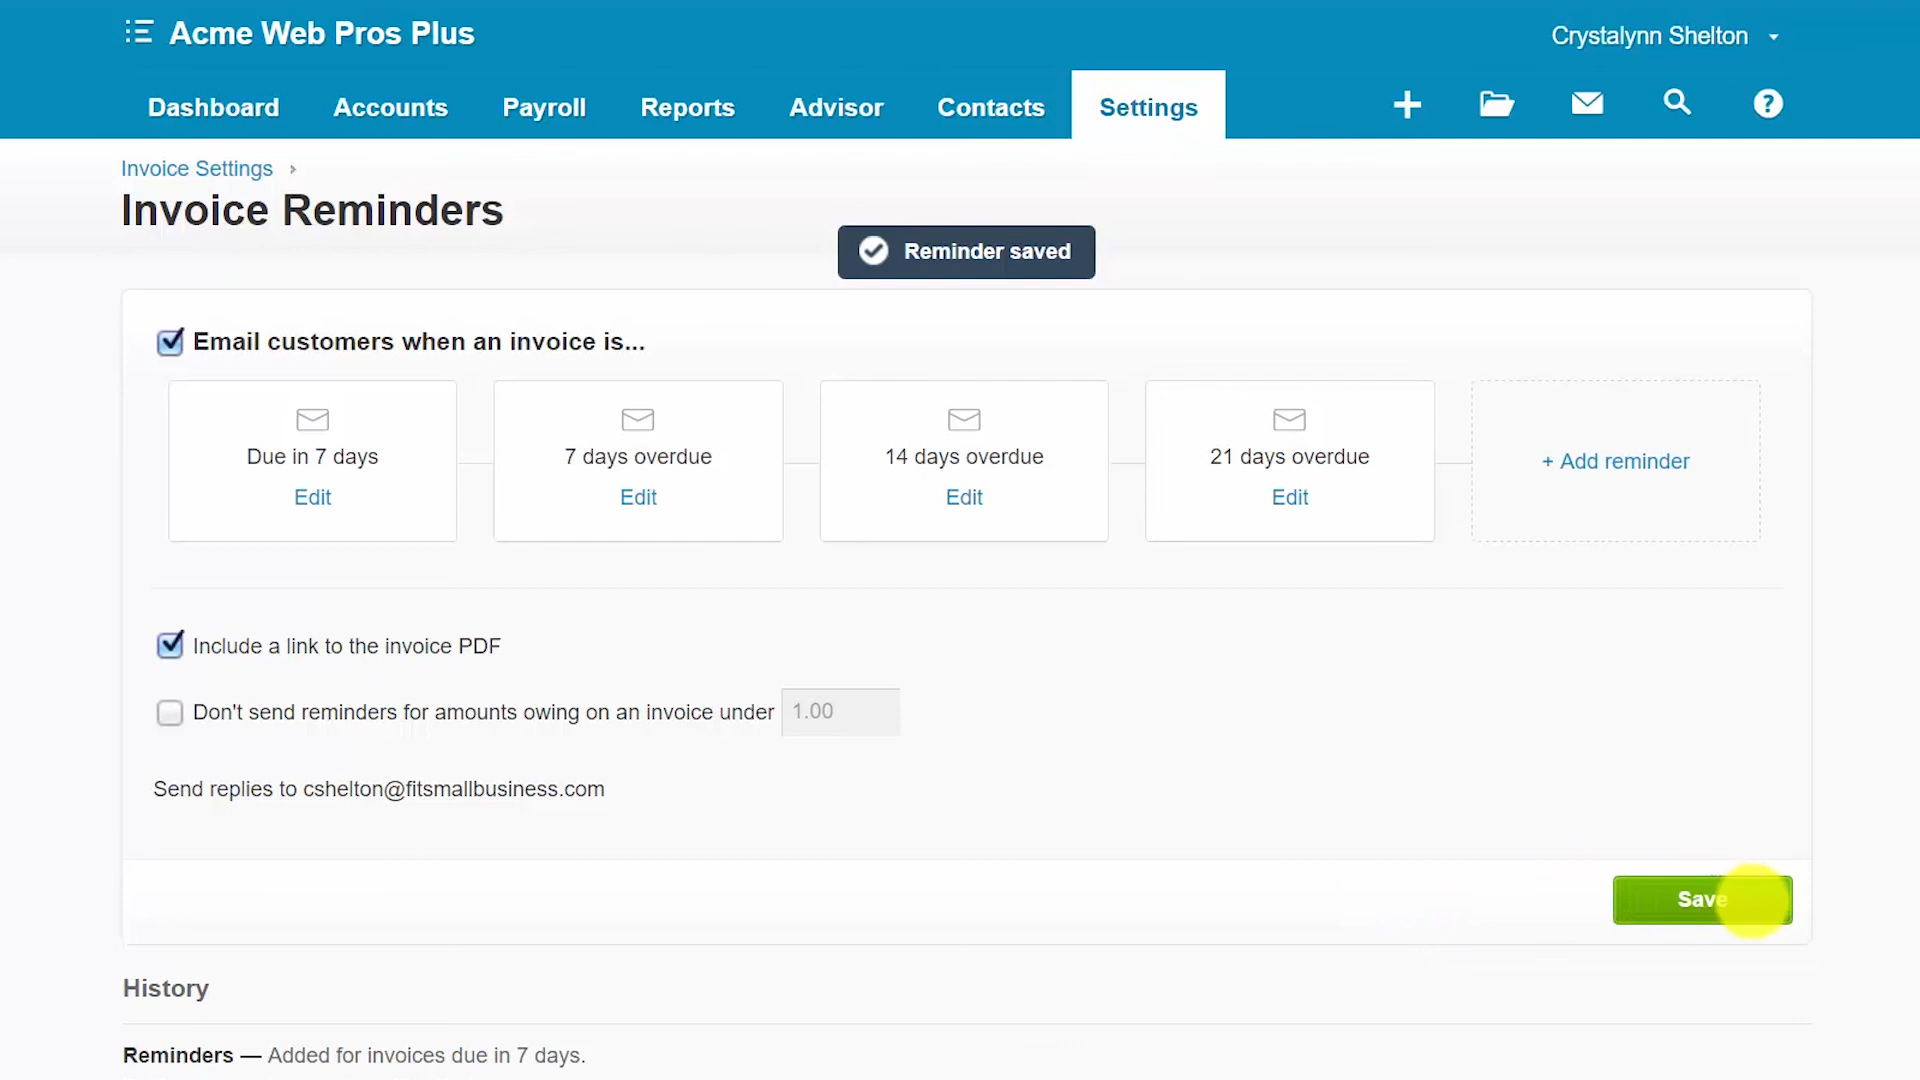 Acme Web Pros Plus
Crystalynn Shelton
Dashboard Accounts Payroll Reports Advisor Contacts Settings
Invoice Settings
Invoice Reminders
Reminder saved
Email customers when an invoice is...
Due in 7 days
Edit
7 days overdue
Edit
14 days overdue
Edit
21 days overdue
Edit
+ Add reminder
Include a link to the invoice PDF
Don't send reminders for amounts owing on an invoice under 1.00
Send replies to cshelton@fitsmallbusiness.com
Save
History
Reminders — Added for invoices due in 7 days.